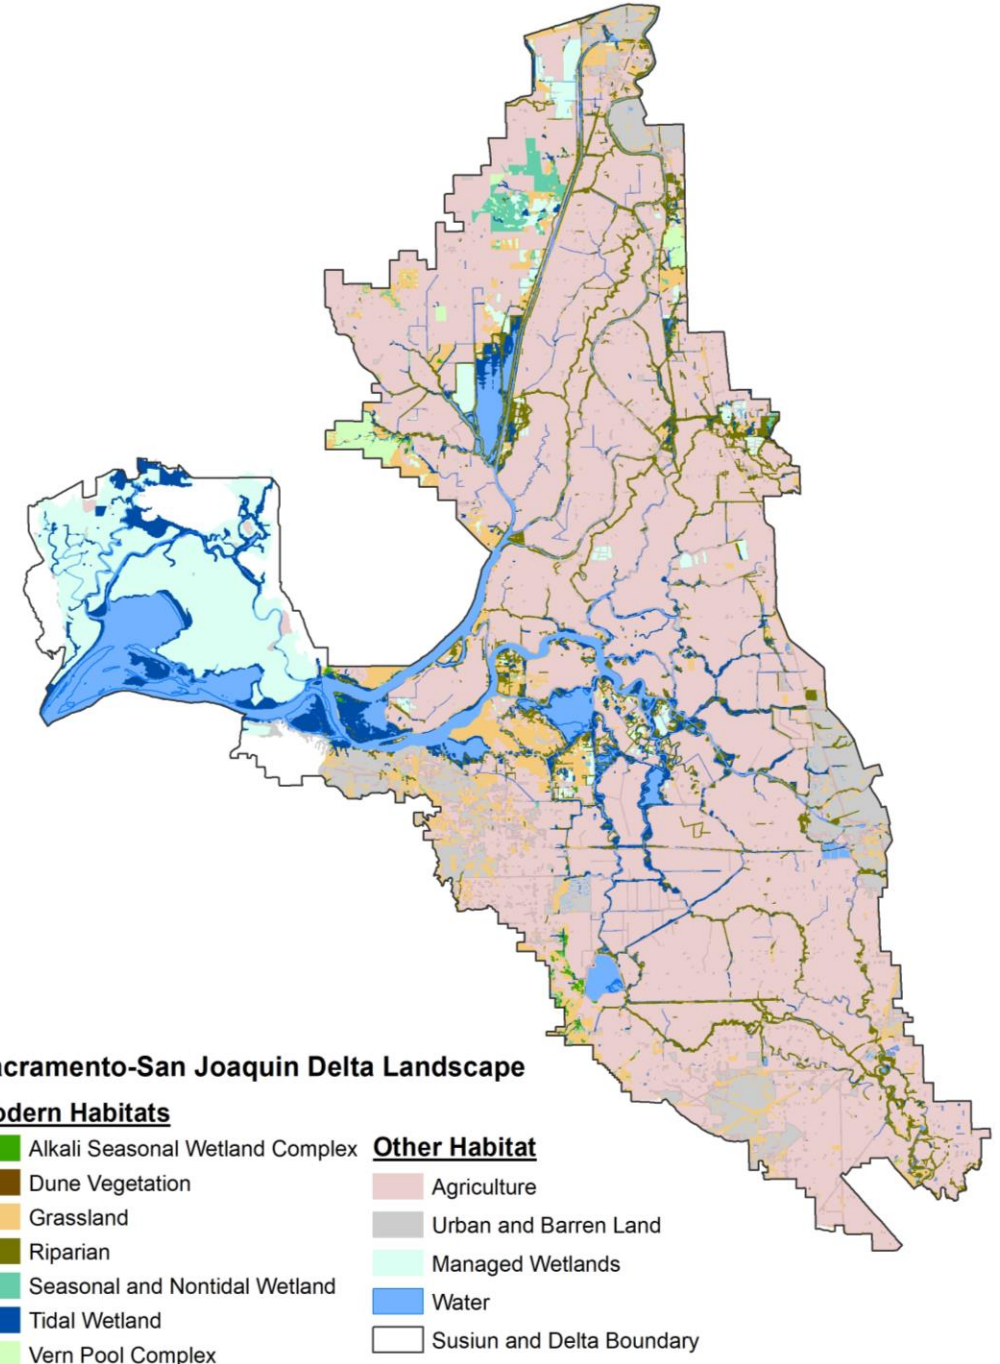 acramento-San Joaquin Delta Landscape
odern Habitats
Alkali Seasonal Wetland Complex
Dune Vegetation
Grassland
Riparian
Seasonal and Nontidal Wetland
Tidal Wetland
Vern Pool Complex
Other Habitat
Agriculture
Urban and Barren Land
Managed Wetlands
Water
Susiun and Delta Boundary